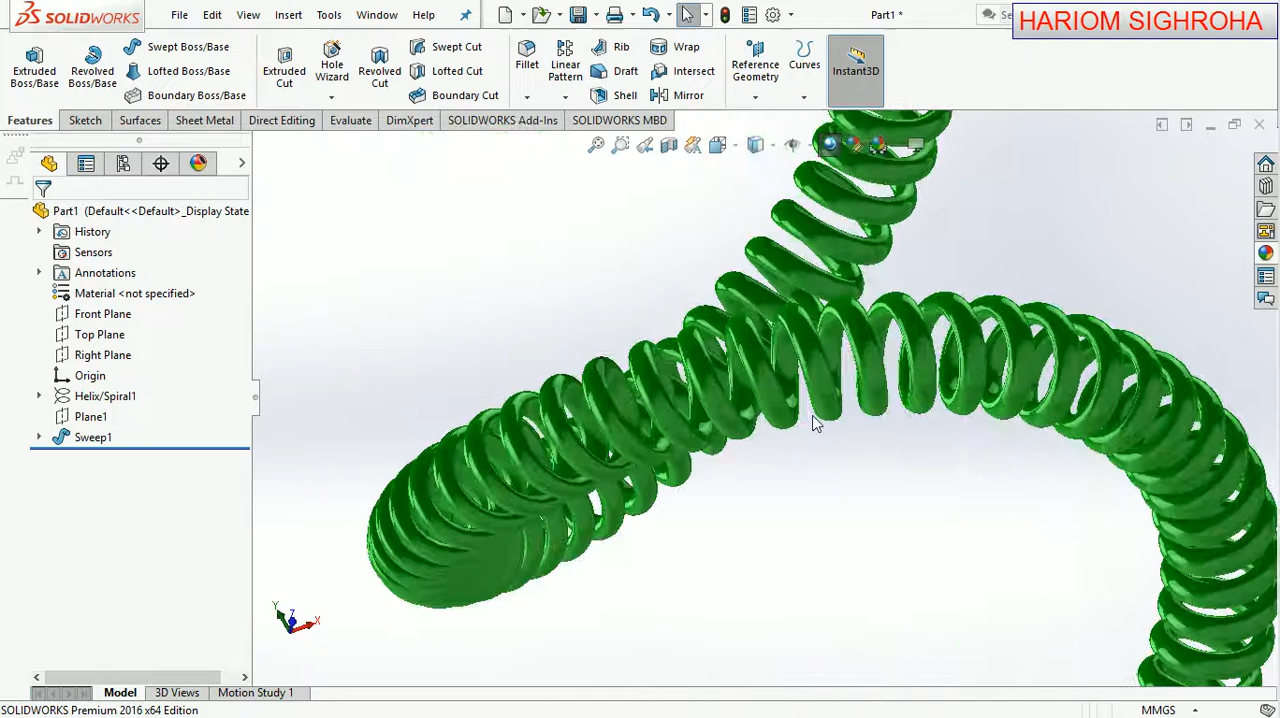 SOLIDWORKS File Edit View Insert Tools Window Help Part1 *
HARIOM SIGHROHA
Extruded Boss/Base
Revolved Boss/Base
Swept Boss/Base
Lofted Boss/Base
Boundary Boss/Base
Extruded Cut
Hole Wizard
Revolved Cut
Swept Cut
Lofted Cut
Boundary Cut
Fillet
Linear Pattern
Rib
Draft
Shell
Wrap
Intersect
Mirror
Reference Geometry
Curves
Instant3D
Features Sketch Surfaces Sheet Metal Direct Editing Evaluate DimXpert SOLIDWORKS Add-Ins SOLIDWORKS MBD
Part1 (Default<<Default>_Display State
History
Sensors
Annotations
Material <not specified>
Front Plane
Top Plane
Right Plane
Origin
Helix/Spiral1
Plane1
Sweep1
Y Z X
Model 3D Views Motion Study 1
SOLIDWORKS Premium 2016 x64 Edition MMGS